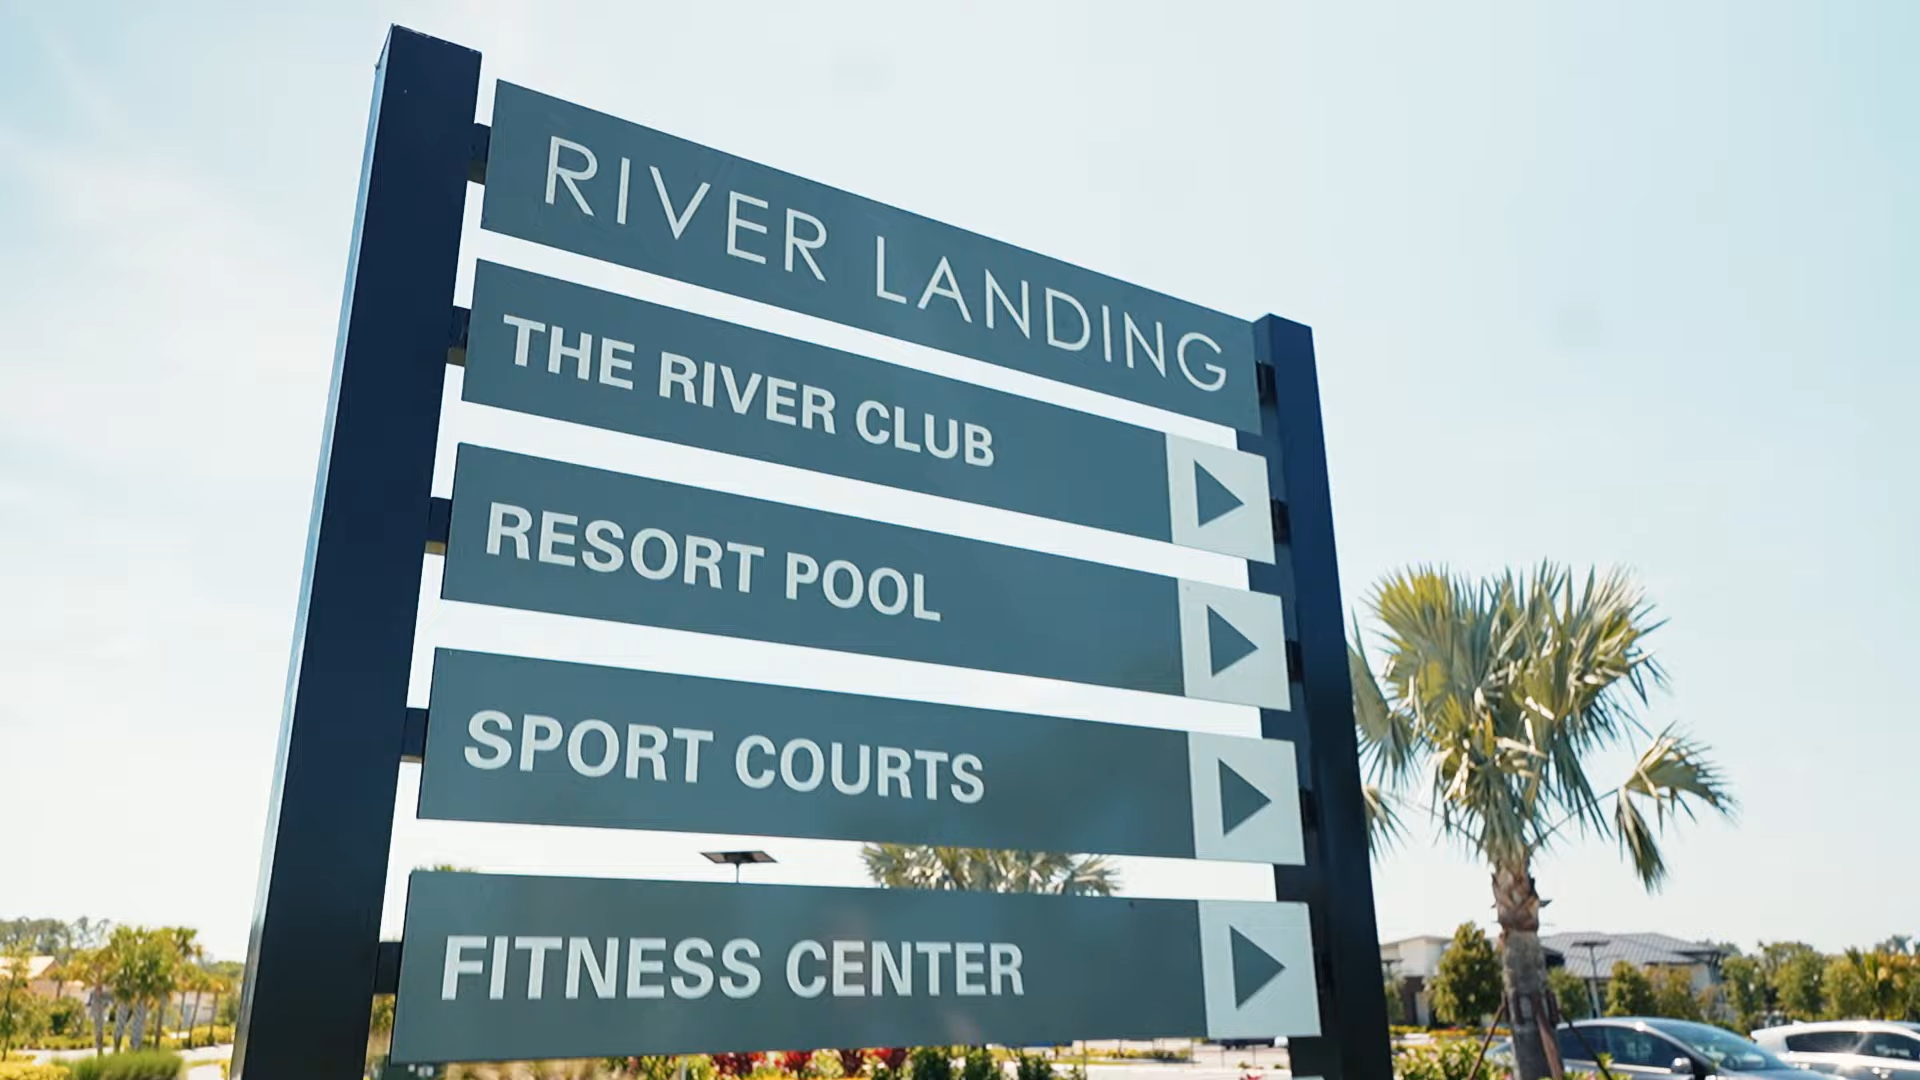 RIVER LANDING
THE RIVER CLUB
RESORT POOL
SPORT COURTS
FITNESS CENTER